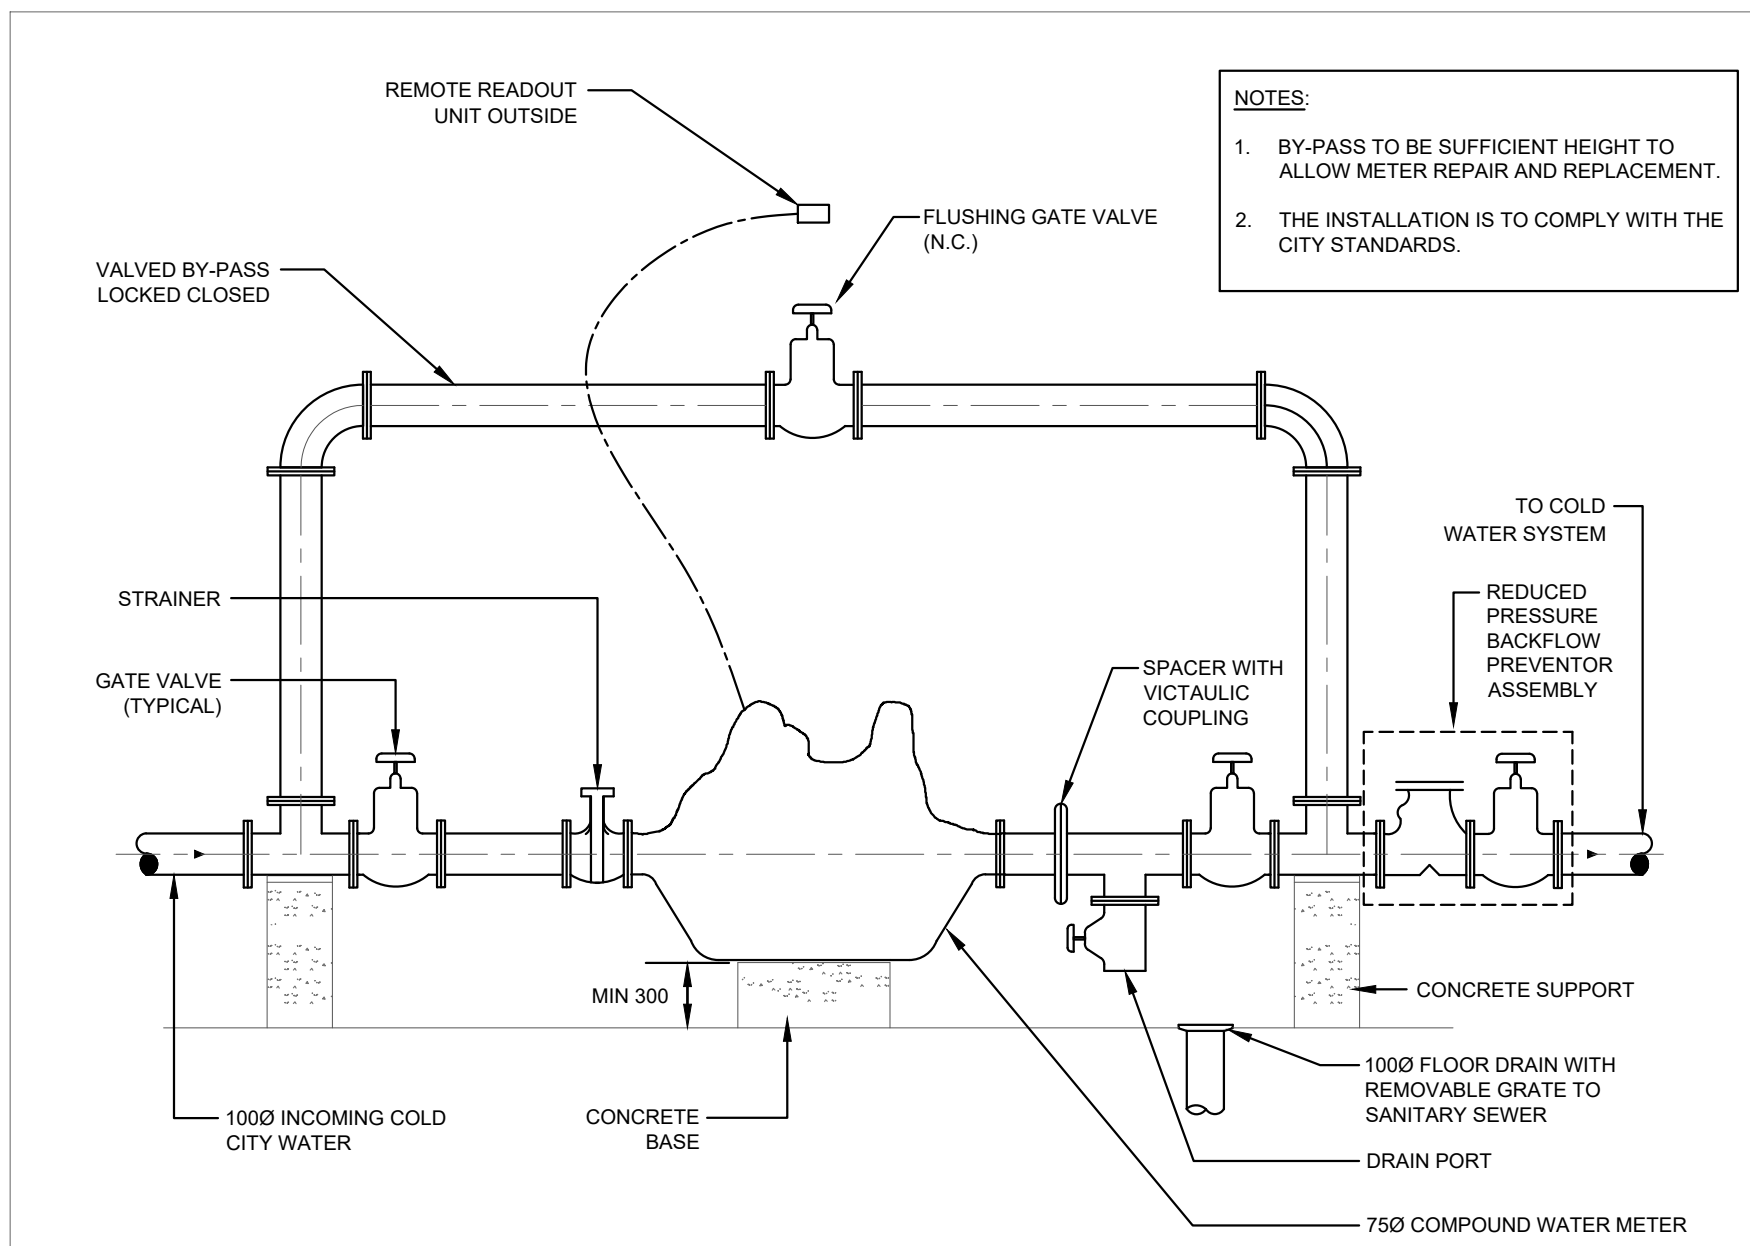 REMOTE READOUT
UNIT OUTSIDE
NOTES:
1. BY-PASS TO BE SUFFICIENT HEIGHT TO
ALLOW METER REPAIR AND REPLACEMENT.
2. THE INSTALLATION IS TO COMPLY WITH THE
CITY STANDARDS.
FLUSHING GATE VALVE
(N.C.)
VALVED BY-PASS
LOCKED CLOSED
TO COLD
WATER SYSTEM
STRAINER
REDUCED
PRESSURE
BACKFLOW
PREVENTOR
ASSEMBLY
GATE VALVE
(TYPICAL)
SPACER WITH
VICTAULIC
COUPLING
MIN 300
CONCRETE SUPPORT
100Ø FLOOR DRAIN WITH
REMOVABLE GRATE TO
SANITARY SEWER
100Ø INCOMING COLD
CITY WATER
CONCRETE
BASE
DRAIN PORT
75Ø COMPOUND WATER METER